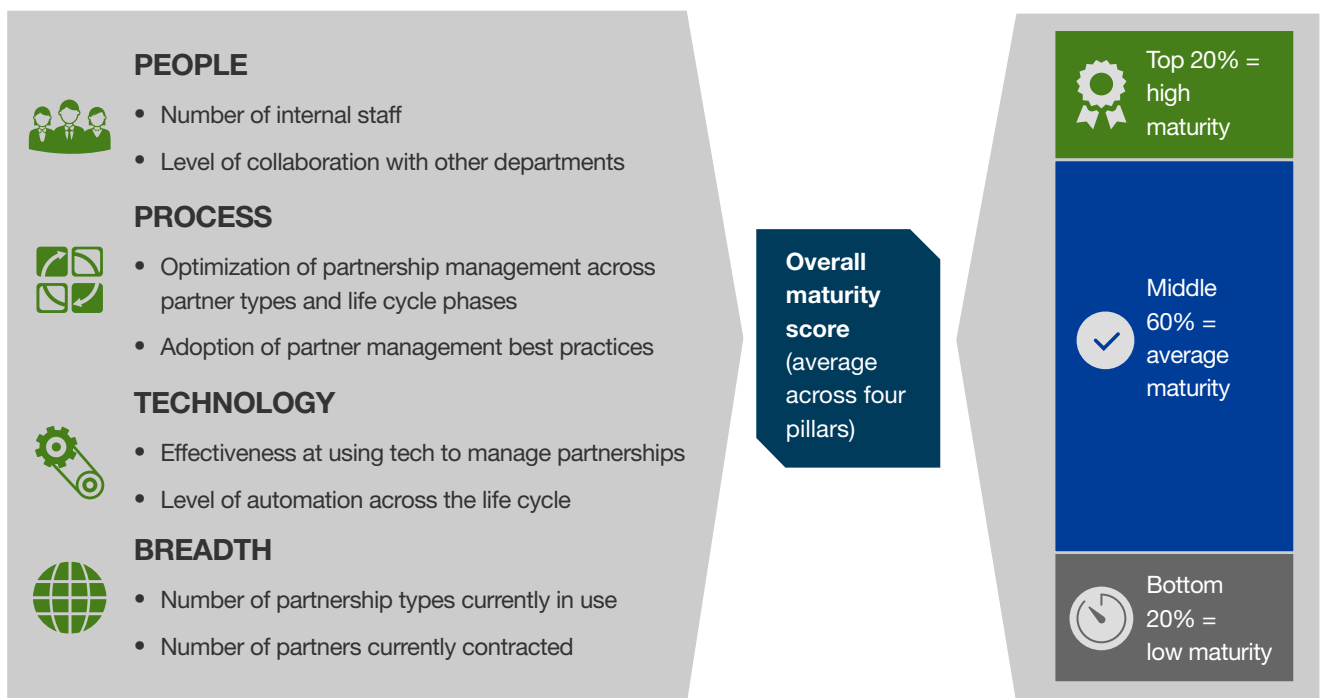 PEOPLE
• Number of internal staff
• Level of collaboration with other departments
PROCESS
• Optimization of partnership management across
partner types and life cycle phases
• Adoption of partner management best practices
TECHNOLOGY
• Effectiveness at using tech to manage partnerships
• Level of automation across the life cycle
BREADTH
• Number of partnership types currently in use
• Number of partners currently contracted
Overall
maturity
score
(average
across four
pillars)
Top 20% =
high
maturity
Middle
60% =
average
maturity
Bottom
20% =
low maturity